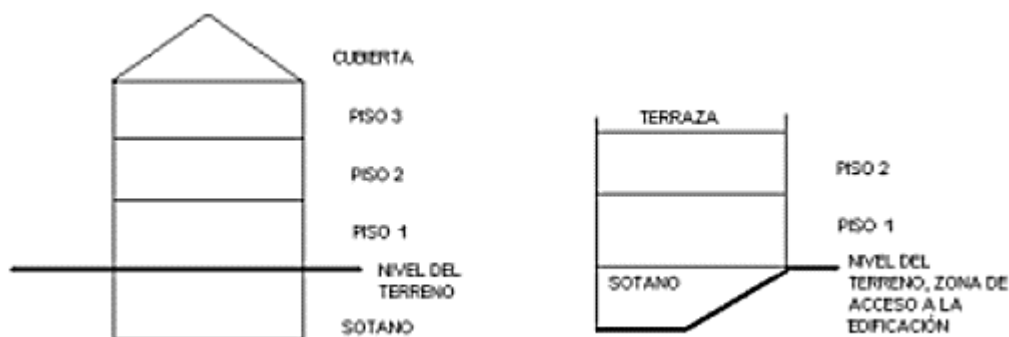 CUBIERTA
PISO 3
PISO 2
PISO 1
NIVEL DEL
TERRENO
SOTANO
TERRAZA
PISO 2
PISO 1
SOTANO
NIVEL DEL
TERRENO, ZONA DE
ACCESO A LA
EDIFICACIÓN